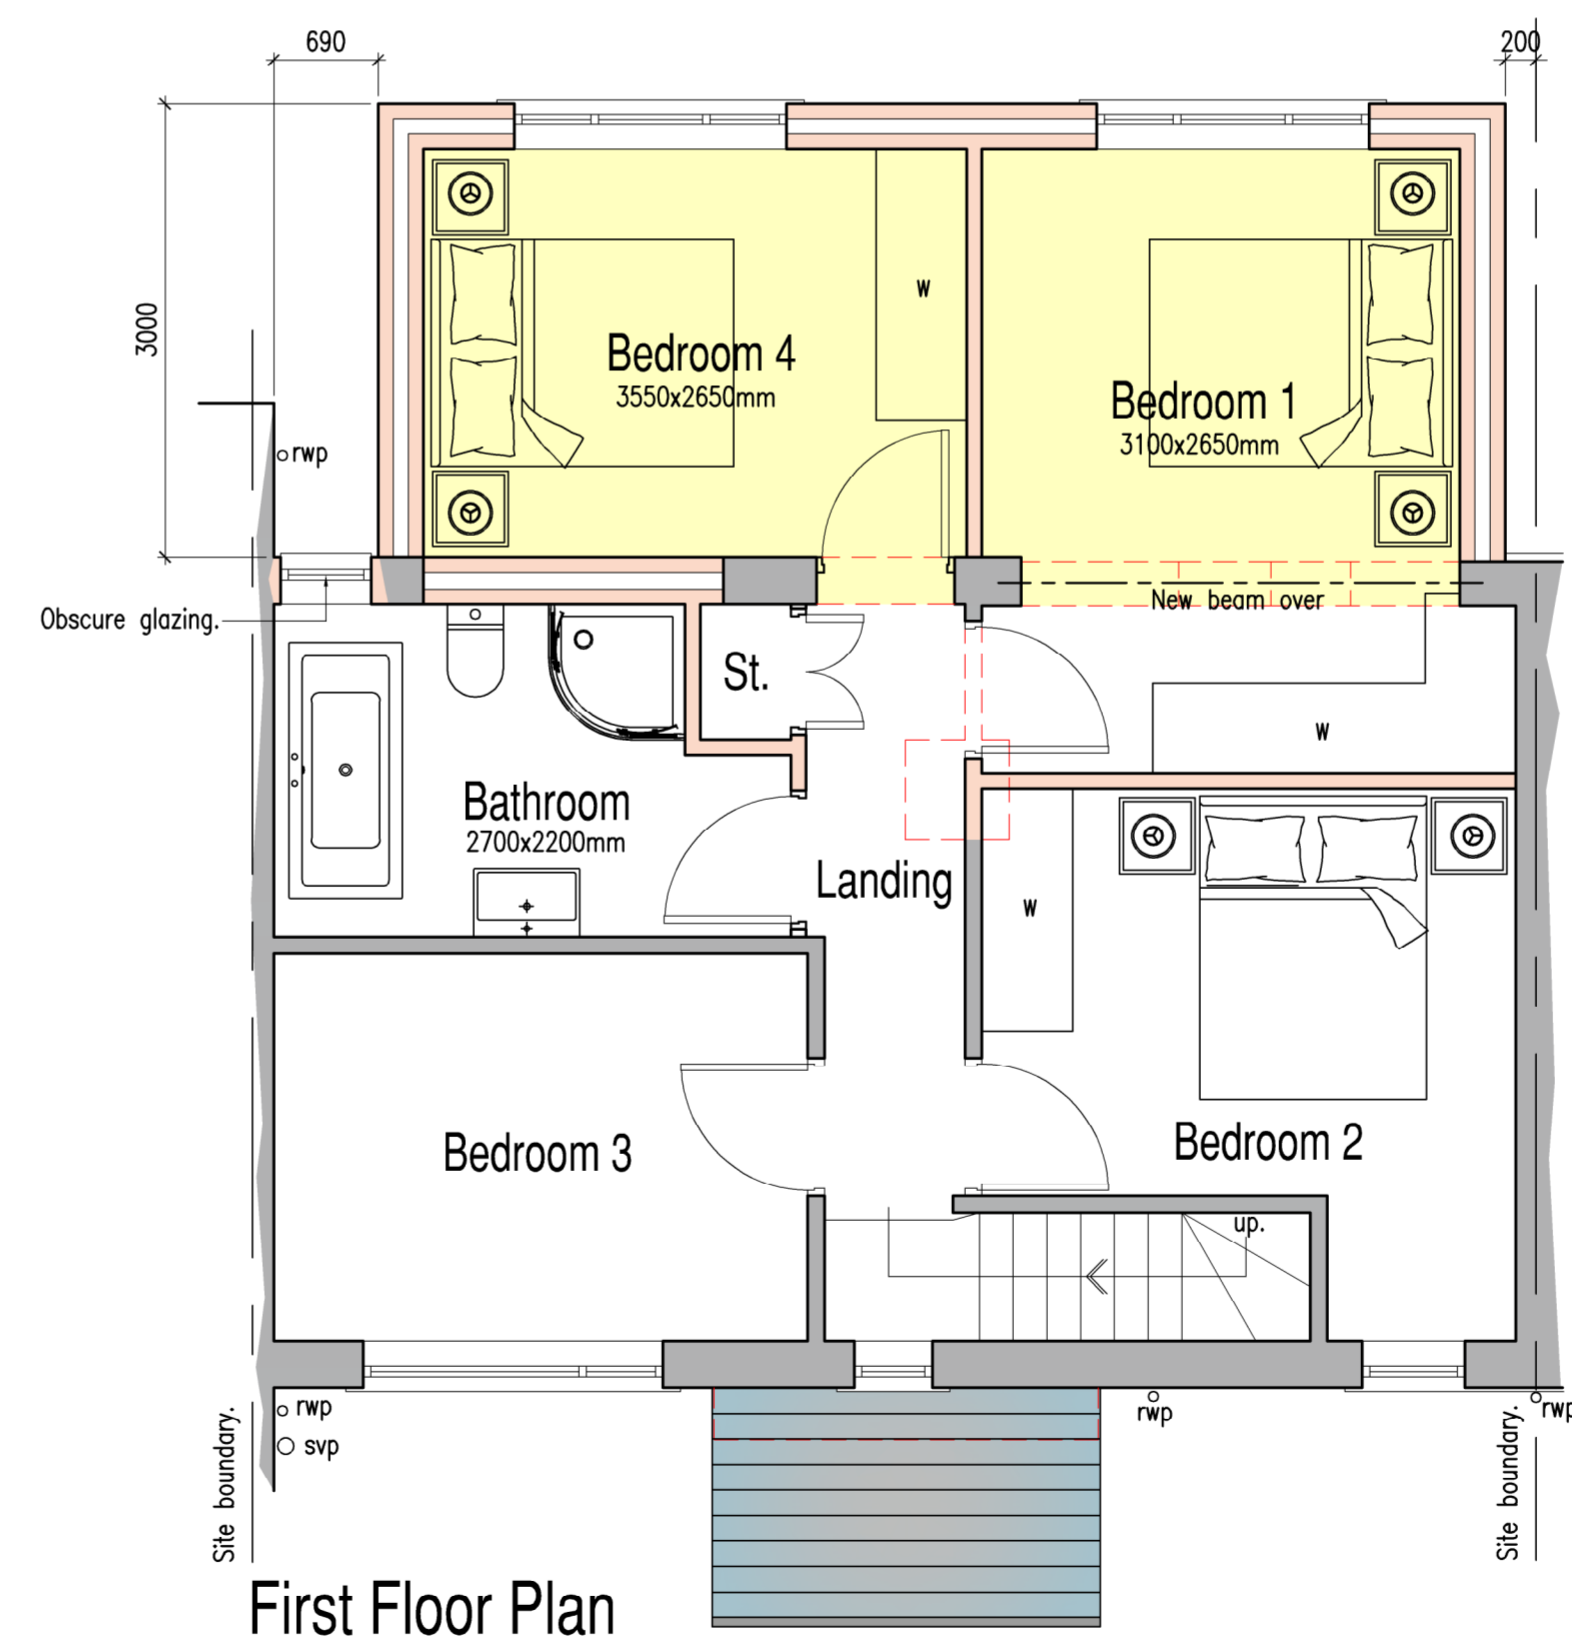 690
200
3000
W
Bedroom 4
3550x2650mm
Bedroom 1
3100x2650mm
rwp
Obscure glazing.
New beam over
St.
W
Bathroom
2700x2200mm
Landing
W
Bedroom 3
Bedroom 2
up.
rwp
svp
rwp
rwp
Site boundary.
Site boundary.
First Floor Plan